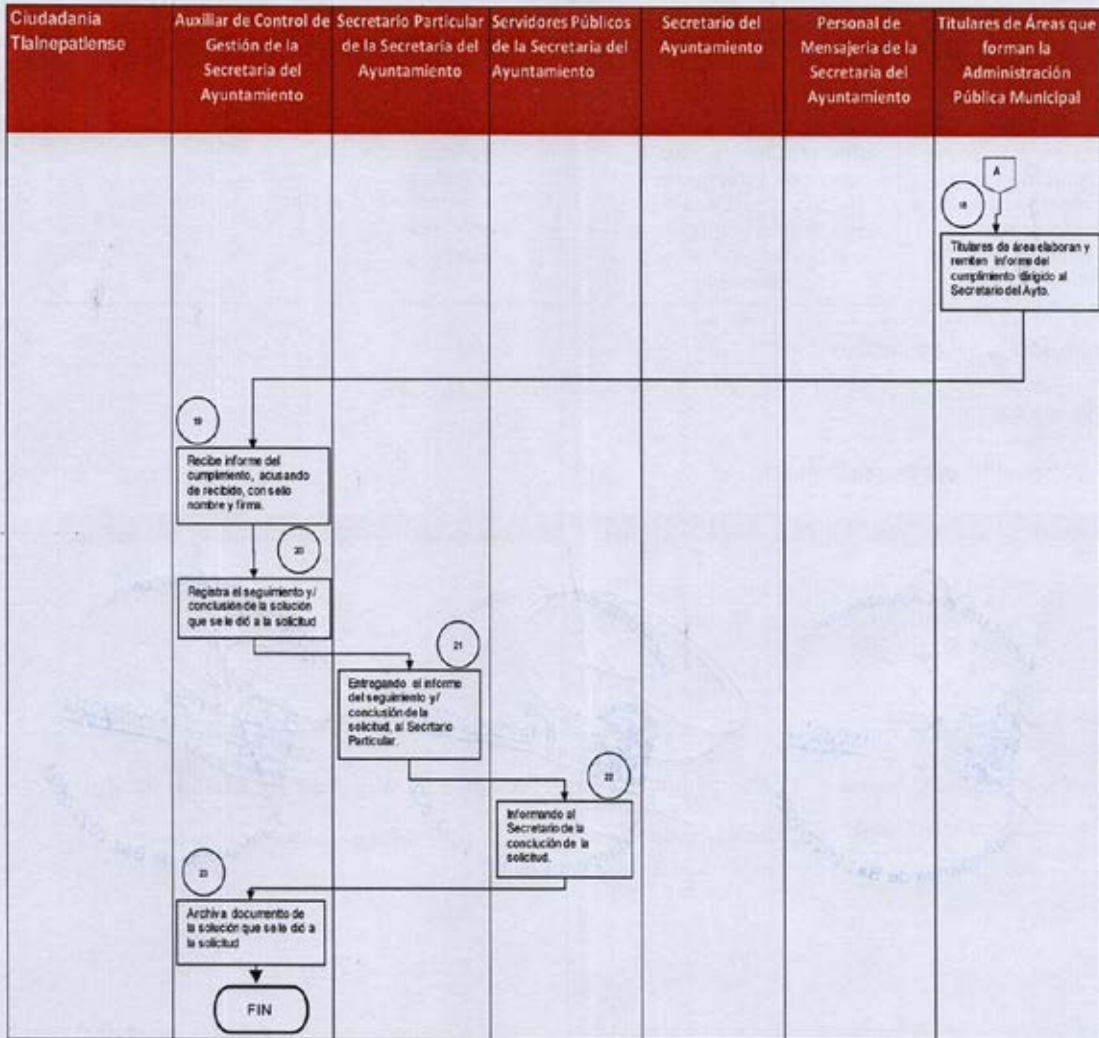 Ciudadanía
Tlalnepatlense
Auxiliar de Control de
Gestión de la
Secretaria del
Ayuntamiento
Secretario Particular
de la Secretaria del
Ayuntamiento
Servidores Públicos
de la Secretaria del
Ayuntamiento
Secretario del
Ayuntamiento
Personal de
Mensajería de la
Secretaria del
Ayuntamiento
Titulares de Áreas que
forman la
Administración
Pública Municipal
A
18
Titulares de área elaboran y
remiten informe del
cumplimiento dirigido al
Secretario del Ayto.
19
Recibe informe del
cumplimiento, acusando
de recibido, con sello
nombre y firma.
20
Registra el seguimiento y/
conclusión de la solución
que se le dió a la solicitud
21
Entregando el informe
del seguimiento y/
conclusión de la
solicitud, al Secrtario
Particular.
22
Informando al
Secretario de la
conclución de la
solicitud.
23
Archiva documento de
la solución que se le dió a
la solicitud
FIN